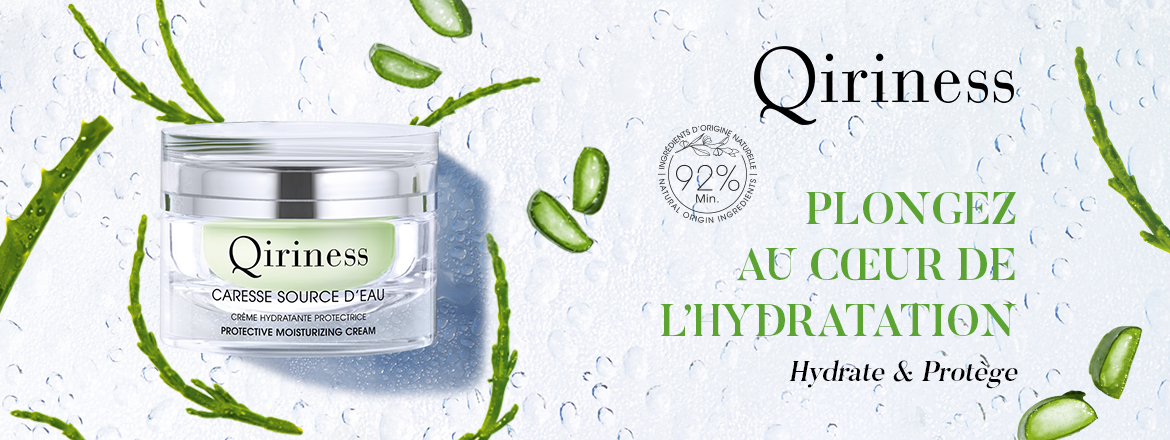 Qiriness
CARESSE SOURCE D'EAU
CRÈME HYDRATANTE PROTECTRICE
PROTECTIVE MOISTURIZING CREAM
Qiriness
INGRÉDIENTS D'ORIGINE NATURELLE
92%
Min.
NATURAL ORIGIN INGREDIENTS
PLONGEZ
AU CŒUR DE
L'HYDRATATION
Hydrate & Protège